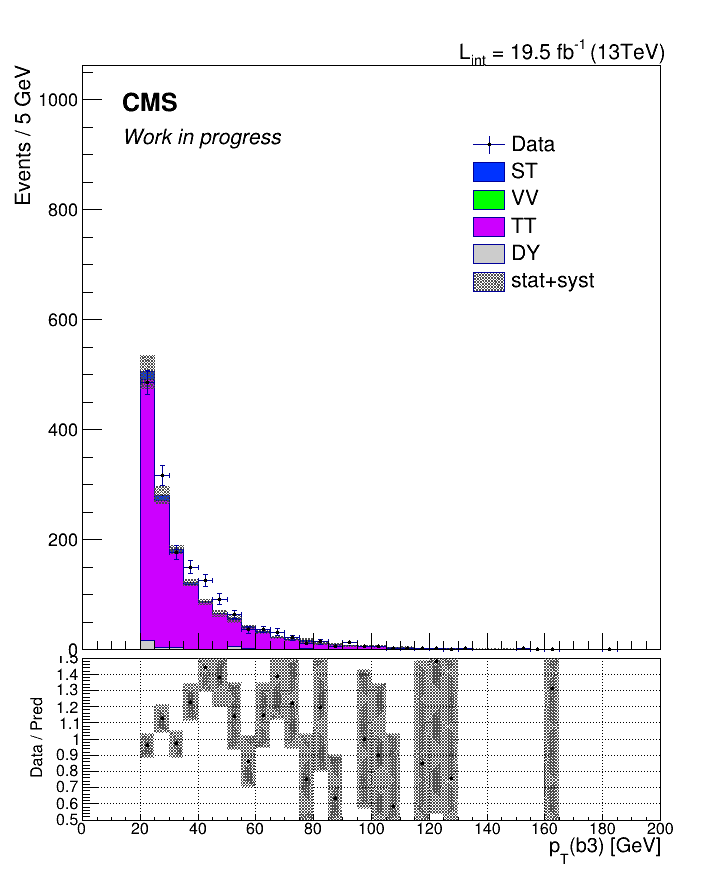 L_int = 19.5 fb^-1 (13TeV)
Events / 5 GeV
1000
800
600
400
200
0
CMS
Work in progress
Data
ST
VV
TT
DY
stat+syst
Data / Pred
1.5
1.4
1.3
1.2
1.1
1
0.9
0.8
0.7
0.6
0.5
0 20 40 60 80 100 120 140 160 180 200
p_T(b3) [GeV]